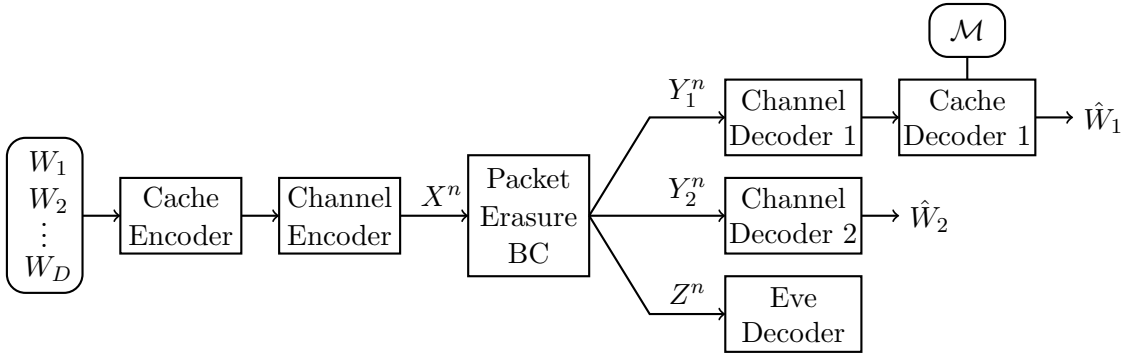 W_1
W_2
⋮
W_D
Cache
Encoder
Channel
Encoder
X^n
Packet
Erasure
BC
Y_1^n
Channel
Decoder 1
ℳ
Cache
Decoder 1
Ŵ_1
Y_2^n
Channel
Decoder 2
Ŵ_2
Z^n
Eve
Decoder